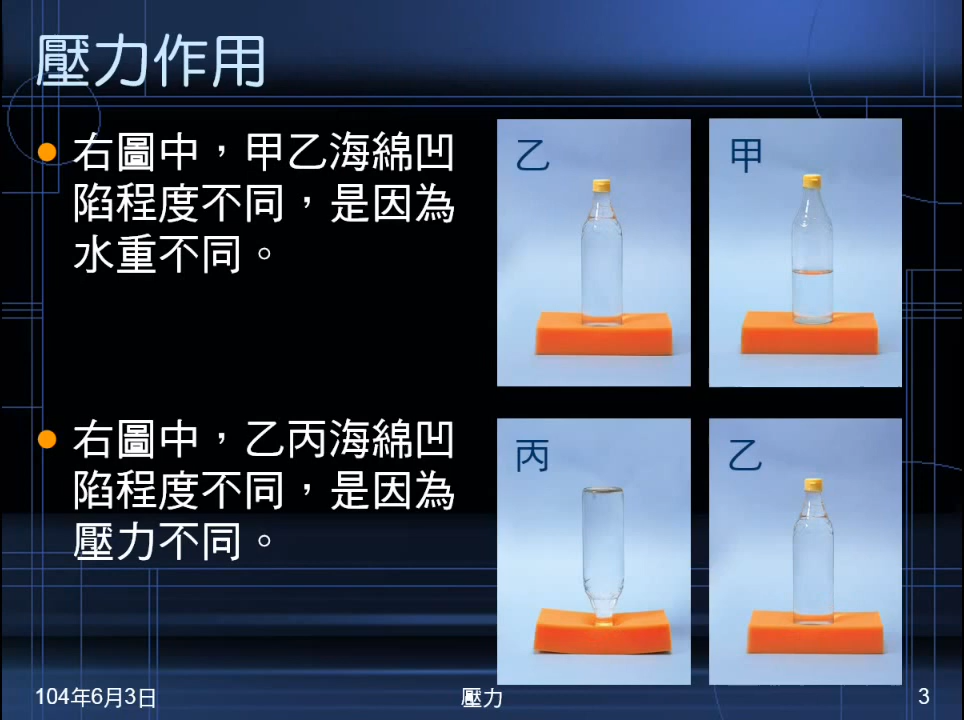 壓力作用
右圖中，甲乙海綿凹
陷程度不同，是因為
水重不同。
乙
甲
右圖中，乙丙海綿凹
陷程度不同，是因為
壓力不同。
丙
乙
104年6月3日
壓力
3